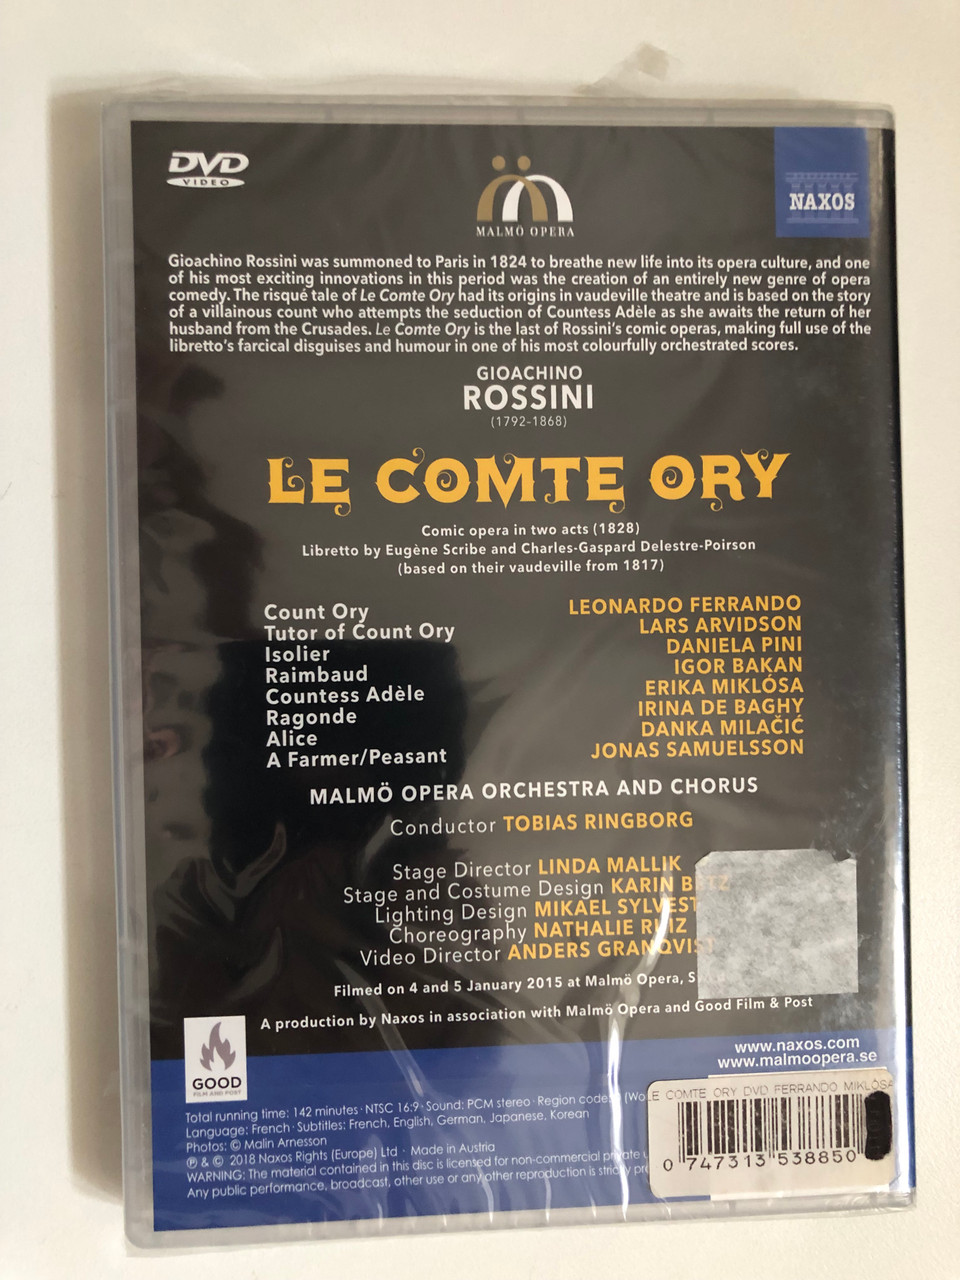 DVD
VIDEO
MALMÖ OPERA
NAXOS
Gioachino Rossini was summoned to Paris in 1824 to breathe new life into its opera culture, and one
of his most exciting innovations in this period was the creation of an entirely new genre of opera
comedy. The risqué tale of Le Comte Ory had its origins in vaudeville theatre and is based on the story
of a villainous count who attempts the seduction of Countess Adèle as she awaits the return of her
husband from the Crusades. Le Comte Ory is the last of Rossini's comic operas, making full use of the
libretto's farcical disguises and humour in one of his most colourfully orchestrated scores.
GIOACHINO
ROSSINI
(1792-1868)
LE COMTE ORY
Comic opera in two acts (1828)
Libretto by Eugène Scribe and Charles-Gaspard Delestre-Poirson
(based on their vaudeville from 1817)
Count Ory LEONARDO FERRANDO
Tutor of Count Ory LARS ARVIDSON
Isolier DANIELA PINI
Raimbaud IGOR BAKAN
Countess Adèle ERIKA MIKLÓSA
Ragonde IRINA DE BAGHY
Alice DANKA MILAČIĆ
A Farmer/Peasant JONAS SAMUELSSON
MALMÖ OPERA ORCHESTRA AND CHORUS
Conductor TOBIAS RINGBORG
Stage Director LINDA MALLIK
Stage and Costume Design KARIN
Lighting Design MIKAEL SYLVEST
Choreography NATHALIE RUIZ
Video Director ANDERS GRANQVIST
Filmed on 4 and 5 January 2015 at Malmö Opera,
A production by Naxos in association with Malmö Opera and Good Film & Post
GOOD
FILM AND POST
www.naxos.com
www.malmoopera.se
Total running time: 142 minutes · NTSC 16:9 · Sound: PCM stereo · Region code:
Language: French · Subtitles: French, English, German, Japanese, Korean
Photos: © Malin Arnesson
℗ & © 2018 Naxos Rights (Europe) Ltd · Made in Austria
WARNING: The material contained in this disc is licensed for non-commercial private
Any public performance, broadcast, other use or any other reproduction is strictly
LE COMTE ORY DVD FERRANDO MIKLÓSA
0 747313 538850